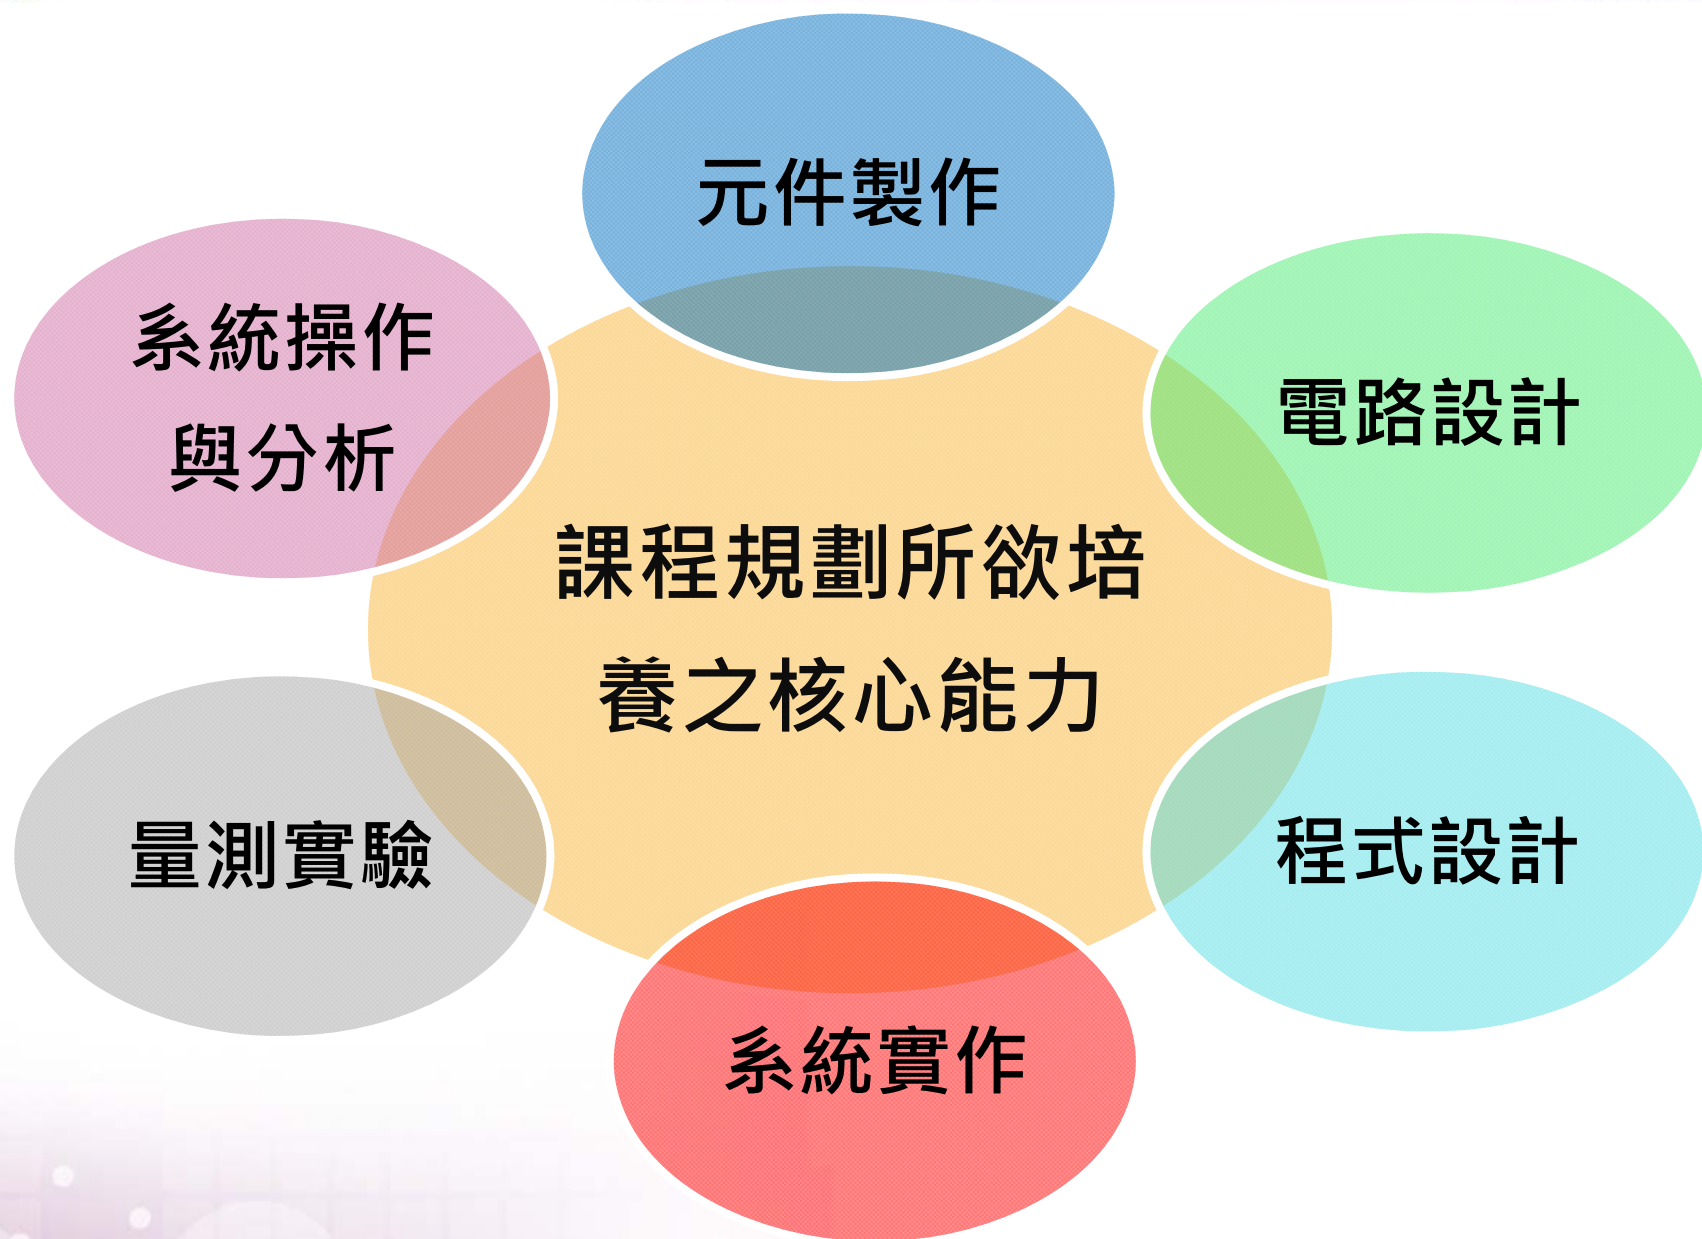 元件製作
系統操作
與分析
電路設計
課程規劃所欲培
養之核心能力
量測實驗
程式設計
系統實作